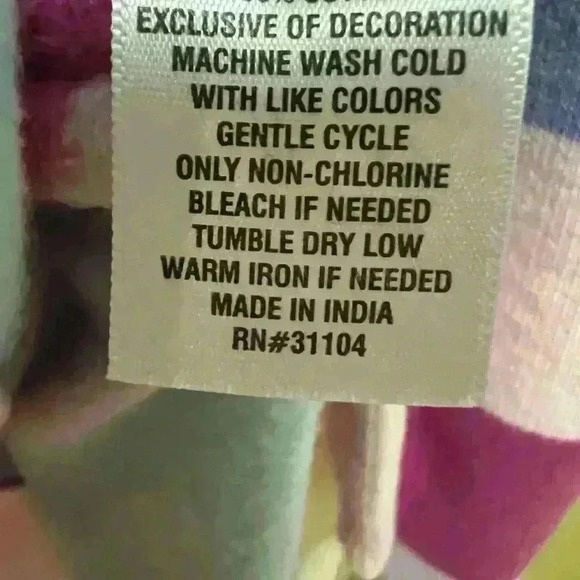 EXCLUSIVE OF DECORATION
MACHINE WASH COLD
WITH LIKE COLORS
GENTLE CYCLE
ONLY NON-CHLORINE
BLEACH IF NEEDED
TUMBLE DRY LOW
WARM IRON IF NEEDED
MADE IN INDIA
RN#31104